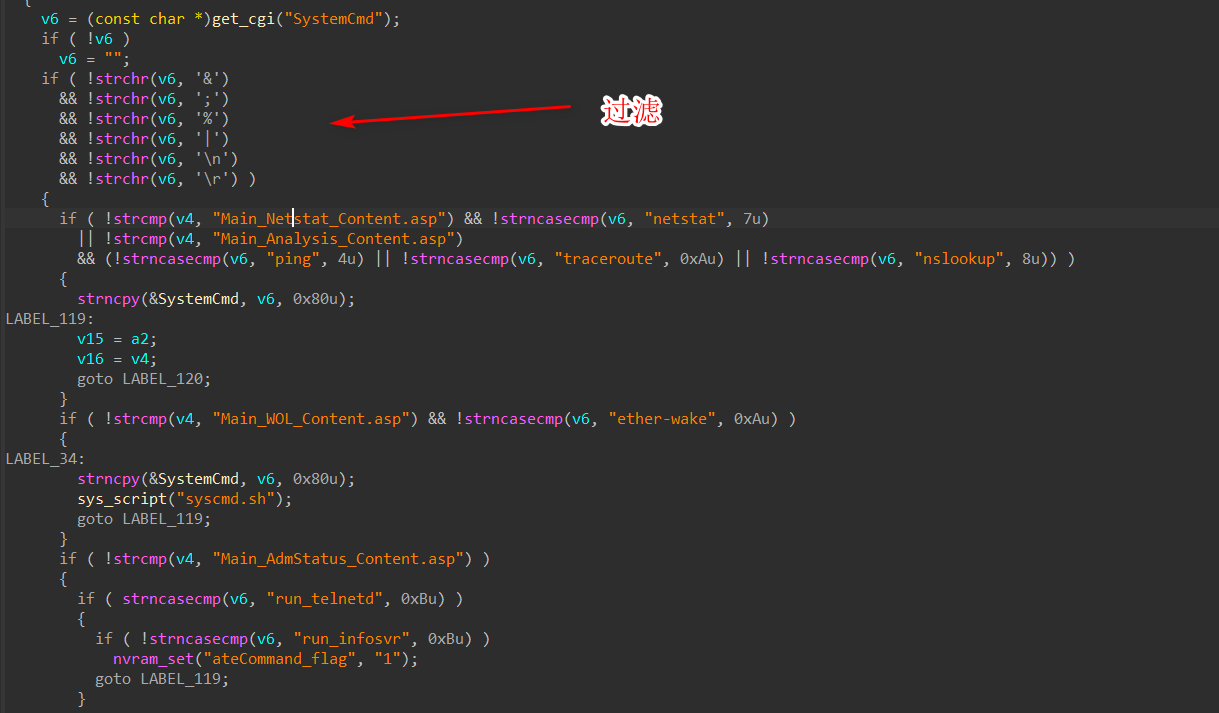 {
v6 = (const char *)get_cgi("SystemCmd");
if ( !v6 )
v6 = "";
if ( !strchr(v6, '&')
&& !strchr(v6, ';')
&& !strchr(v6, '%')
&& !strchr(v6, '|')
&& !strchr(v6, '\n')
&& !strchr(v6, '\r') )
过滤
{
if ( !strcmp(v4, "Main_Netstat_Content.asp") && !strncasecmp(v6, "netstat", 7u)
|| !strcmp(v4, "Main_Analysis_Content.asp")
&& (!strncasecmp(v6, "ping", 4u) || !strncasecmp(v6, "traceroute", 0xAu) || !strncasecmp(v6, "nslookup", 8u)) )
{
strncpy(&SystemCmd, v6, 0x80u);
LABEL_119:
v15 = a2;
v16 = v4;
goto LABEL_120;
}
if ( !strcmp(v4, "Main_WOL_Content.asp") && !strncasecmp(v6, "ether-wake", 0xAu) )
{
LABEL_34:
strncpy(&SystemCmd, v6, 0x80u);
sys_script("syscmd.sh");
goto LABEL_119;
}
if ( !strcmp(v4, "Main_AdmStatus_Content.asp") )
{
if ( strncasecmp(v6, "run_telnetd", 0xBu) )
{
if ( !strncasecmp(v6, "run_infosvr", 0xBu) )
nvram_set("ateCommand_flag", "1");
goto LABEL_119;
}